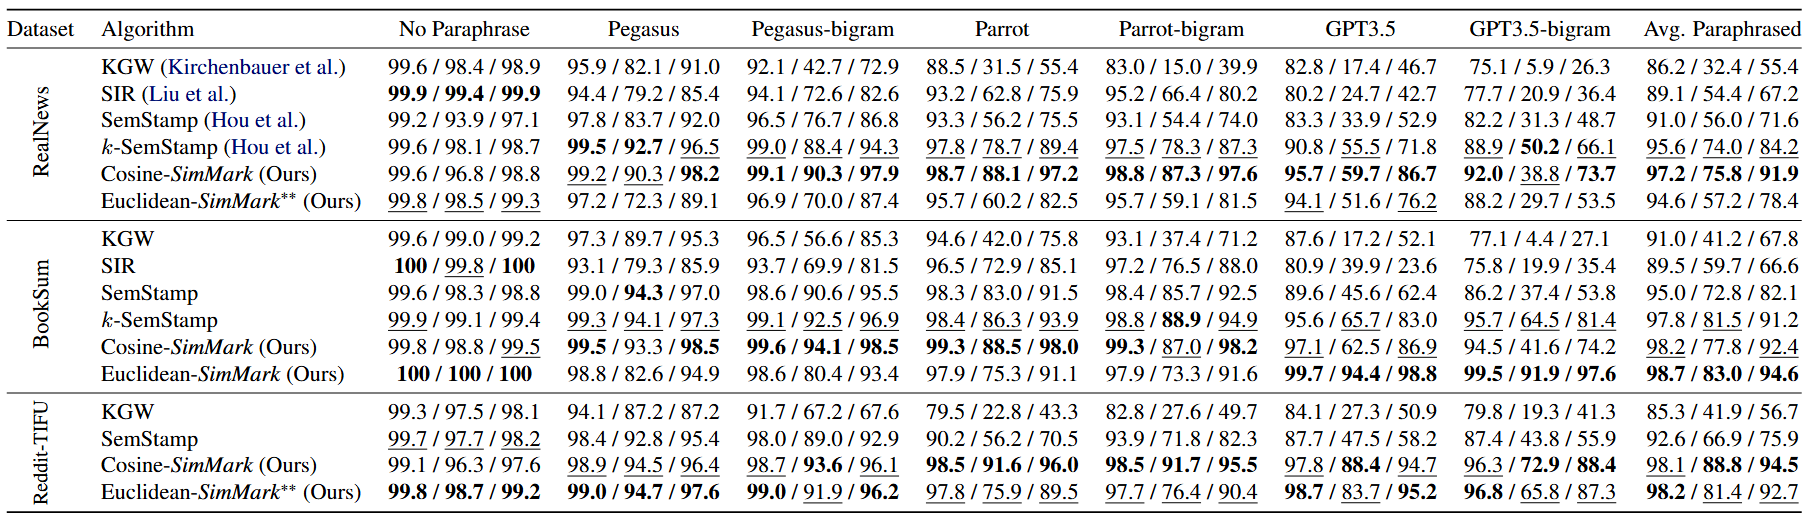 Dataset Algorithm No Paraphrase Pegasus Pegasus-bigram Parrot Parrot-bigram GPT3.5 GPT3.5-bigram Avg. Paraphrased
RealNews
KGW (Kirchenbauer et al.) 99.6 / 98.4 / 98.9 95.9 / 82.1 / 91.0 92.1 / 42.7 / 72.9 88.5 / 31.5 / 55.4 83.0 / 15.0 / 39.9 82.8 / 17.4 / 46.7 75.1 / 5.9 / 26.3 86.2 / 32.4 / 55.4
SIR (Liu et al.) 99.9 / 99.4 / 99.9 94.4 / 79.2 / 85.4 94.1 / 72.6 / 82.6 93.2 / 62.8 / 75.9 95.2 / 66.4 / 80.2 80.2 / 24.7 / 42.7 77.7 / 20.9 / 36.4 89.1 / 54.4 / 67.2
SemStamp (Hou et al.) 99.2 / 93.9 / 97.1 97.8 / 83.7 / 92.0 96.5 / 76.7 / 86.8 93.3 / 56.2 / 75.5 93.1 / 54.4 / 74.0 83.3 / 33.9 / 52.9 82.2 / 31.3 / 48.7 91.0 / 56.0 / 71.6
k-SemStamp (Hou et al.) 99.6 / 98.1 / 98.7 99.5 / 92.7 / 96.5 99.0 / 88.4 / 94.3 97.8 / 78.7 / 89.4 97.5 / 78.3 / 87.3 90.8 / 55.5 / 71.8 88.9 / 50.2 / 66.1 95.6 / 74.0 / 84.2
Cosine-SimMark (Ours) 99.6 / 96.8 / 98.8 99.2 / 90.3 / 98.2 99.1 / 90.3 / 97.9 98.7 / 88.1 / 97.2 98.8 / 87.3 / 97.6 95.7 / 59.7 / 86.7 92.0 / 38.8 / 73.7 97.2 / 75.8 / 91.9
Euclidean-SimMark** (Ours) 99.8 / 98.5 / 99.3 97.2 / 72.3 / 89.1 96.9 / 70.0 / 87.4 95.7 / 60.2 / 82.5 95.7 / 59.1 / 81.5 94.1 / 51.6 / 76.2 88.2 / 29.7 / 53.5 94.6 / 57.2 / 78.4
BookSum
KGW 99.6 / 99.0 / 99.2 97.3 / 89.7 / 95.3 96.5 / 56.6 / 85.3 94.6 / 42.0 / 75.8 93.1 / 37.4 / 71.2 87.6 / 17.2 / 52.1 77.1 / 4.4 / 27.1 91.0 / 41.2 / 67.8
SIR 100 / 99.8 / 100 93.1 / 79.3 / 85.9 93.7 / 69.9 / 81.5 96.5 / 72.9 / 85.1 97.2 / 76.5 / 88.0 80.9 / 39.9 / 23.6 75.8 / 19.9 / 35.4 89.5 / 59.7 / 66.6
SemStamp 99.6 / 98.3 / 98.8 99.0 / 94.3 / 97.0 98.6 / 90.6 / 95.5 98.3 / 83.0 / 91.5 98.4 / 85.7 / 92.5 89.6 / 45.6 / 62.4 86.2 / 37.4 / 53.8 95.0 / 72.8 / 82.1
k-SemStamp 99.9 / 99.1 / 99.4 99.3 / 94.1 / 97.3 99.1 / 92.5 / 96.9 98.4 / 86.3 / 93.9 98.8 / 88.9 / 94.9 95.6 / 65.7 / 83.0 95.7 / 64.5 / 81.4 97.8 / 81.5 / 91.2
Cosine-SimMark (Ours) 99.8 / 98.8 / 99.5 99.5 / 93.3 / 98.5 99.6 / 94.1 / 98.5 99.3 / 88.5 / 98.0 99.3 / 87.0 / 98.2 97.1 / 62.5 / 86.9 94.5 / 41.6 / 74.2 98.2 / 77.8 / 92.4
Euclidean-SimMark (Ours) 100 / 100 / 100 98.8 / 82.6 / 94.9 98.6 / 80.4 / 93.4 97.9 / 75.3 / 91.1 97.9 / 73.3 / 91.6 99.7 / 94.4 / 98.8 99.5 / 91.9 / 97.6 98.7 / 83.0 / 94.6
Reddit-TIFU
KGW 99.3 / 97.5 / 98.1 94.1 / 87.2 / 87.2 91.7 / 67.2 / 67.6 79.5 / 22.8 / 43.3 82.8 / 27.6 / 49.7 84.1 / 27.3 / 50.9 79.8 / 19.3 / 41.3 85.3 / 41.9 / 56.7
SemStamp 99.7 / 97.7 / 98.2 98.4 / 92.8 / 95.4 98.0 / 89.0 / 92.9 90.2 / 56.2 / 70.5 93.9 / 71.8 / 82.3 87.7 / 47.5 / 58.2 87.4 / 43.8 / 55.9 92.6 / 66.9 / 75.9
Cosine-SimMark (Ours) 99.1 / 96.3 / 97.6 98.9 / 94.5 / 96.4 98.7 / 93.6 / 96.1 98.5 / 91.6 / 96.0 98.5 / 91.7 / 95.5 97.8 / 88.4 / 94.7 96.3 / 72.9 / 88.4 98.1 / 88.8 / 94.5
Euclidean-SimMark** (Ours) 99.8 / 98.7 / 99.2 99.0 / 94.7 / 97.6 99.0 / 91.9 / 96.2 97.8 / 75.9 / 89.5 97.7 / 76.4 / 90.4 98.7 / 83.7 / 95.2 96.8 / 65.8 / 87.3 98.2 / 81.4 / 92.7